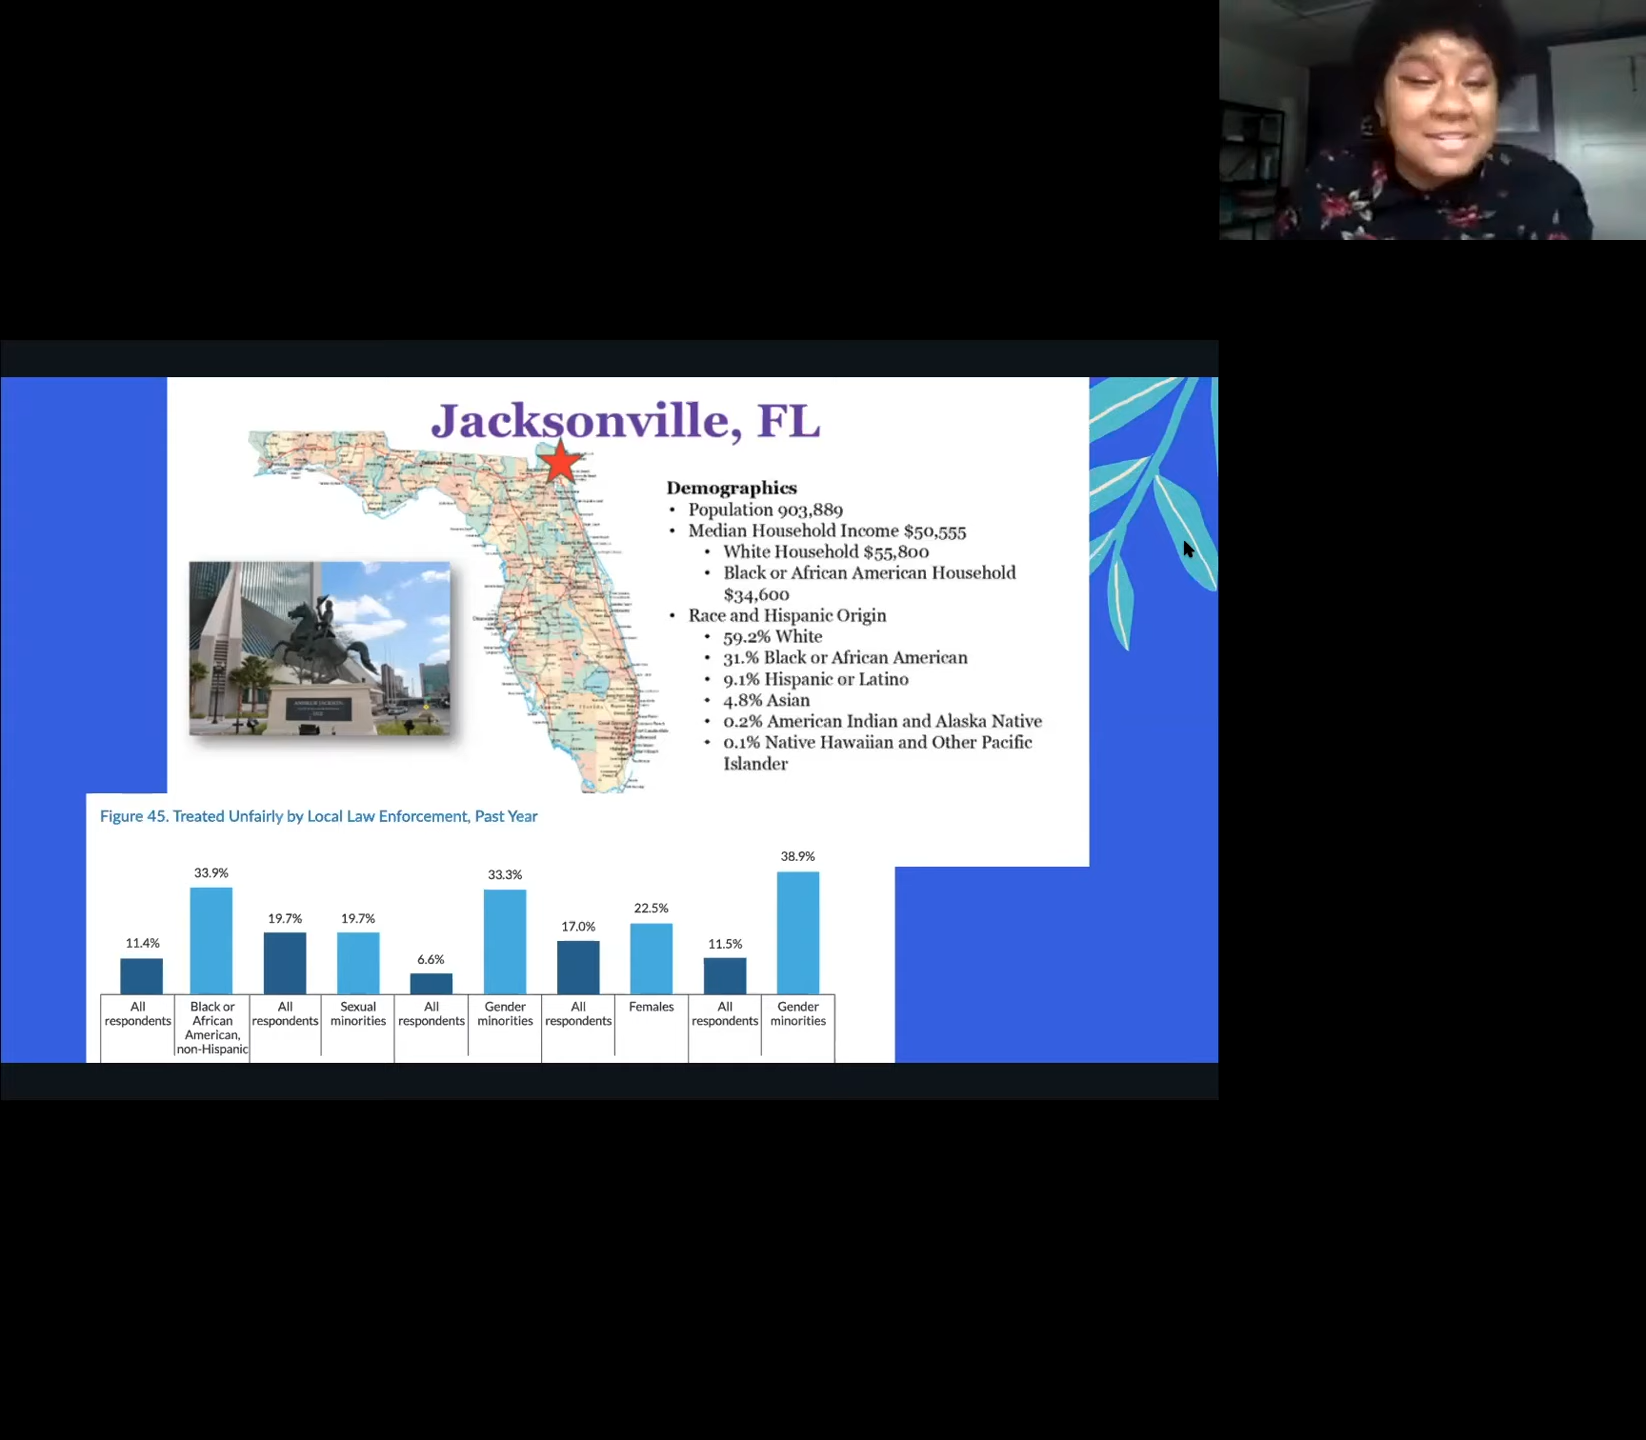 Jacksonville, FL
Demographics
• Population 903,889
• Median Household Income $50,555
• White Household $55,800
• Black or African American Household
$34,600
• Race and Hispanic Origin
• 59.2% White
• 31.% Black or African American
• 9.1% Hispanic or Latino
• 4.8% Asian
• 0.2% American Indian and Alaska Native
• 0.1% Native Hawaiian and Other Pacific
Islander
ANDREW JACKSON
Figure 45. Treated Unfairly by Local Law Enforcement, Past Year
11.4%
33.9%
19.7%
19.7%
6.6%
33.3%
17.0%
22.5%
11.5%
38.9%
All
respondents
Black or
African
American,
non-Hispanic
All
respondents
Sexual
minorities
All
respondents
Gender
minorities
All
respondents
Females
All
respondents
Gender
minorities